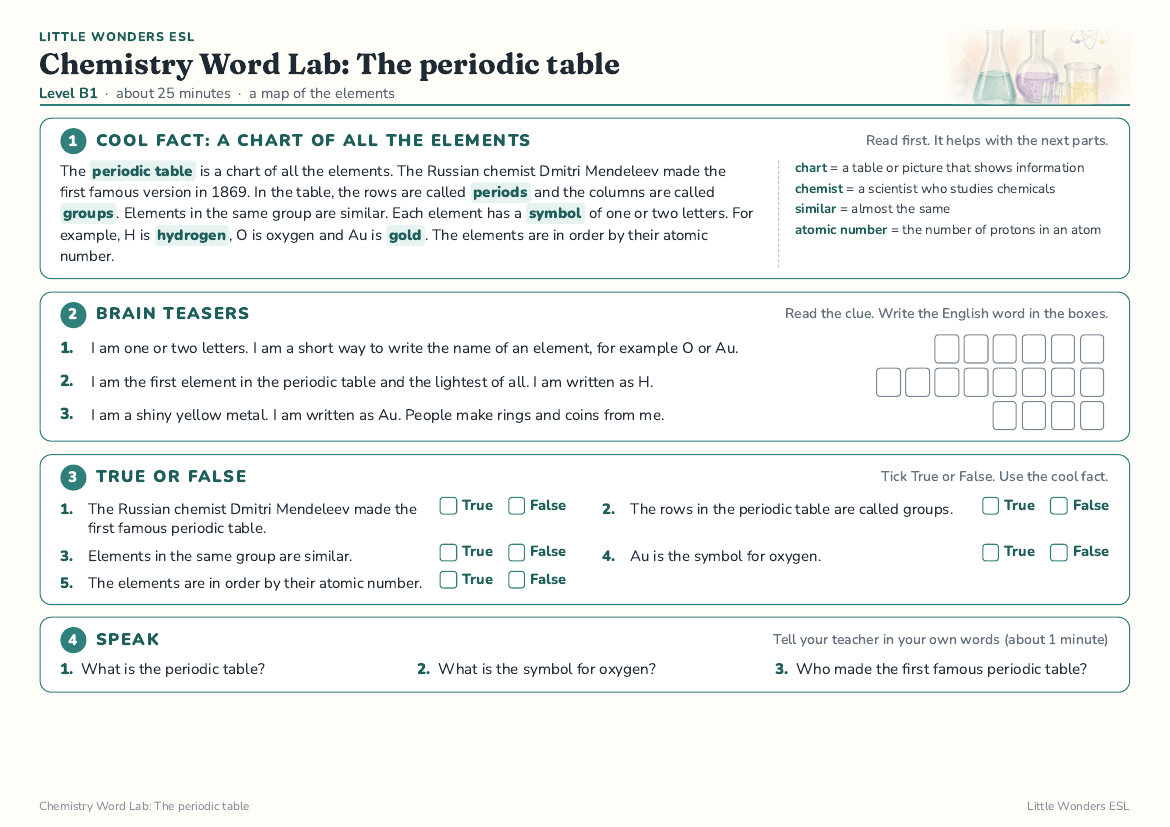 LITTLE WONDERS ESL
Chemistry Word Lab: The periodic table
Level B1 · about 25 minutes · a map of the elements
1 COOL FACT: A CHART OF ALL THE ELEMENTS
Read first. It helps with the next parts.
The periodic table is a chart of all the elements. The Russian chemist Dmitri Mendeleev made the
first famous version in 1869. In the table, the rows are called periods and the columns are called
groups. Elements in the same group are similar. Each element has a symbol of one or two letters. For
example, H is hydrogen, O is oxygen and Au is gold. The elements are in order by their atomic
number.
chart = a table or picture that shows information
chemist = a scientist who studies chemicals
similar = almost the same
atomic number = the number of protons in an atom
2 BRAIN TEASERS
Read the clue. Write the English word in the boxes.
1. I am one or two letters. I am a short way to write the name of an element, for example O or Au.
2. I am the first element in the periodic table and the lightest of all. I am written as H.
3. I am a shiny yellow metal. I am written as Au. People make rings and coins from me.
3 TRUE OR FALSE
Tick True or False. Use the cool fact.
1. The Russian chemist Dmitri Mendeleev made the
first famous periodic table.
True False
2. The rows in the periodic table are called groups.
True False
3. Elements in the same group are similar.
True False
4. Au is the symbol for oxygen.
True False
5. The elements are in order by their atomic number.
True False
4 SPEAK
Tell your teacher in your own words (about 1 minute)
1. What is the periodic table?
2. What is the symbol for oxygen?
3. Who made the first famous periodic table?
Chemistry Word Lab: The periodic table
Little Wonders ESL